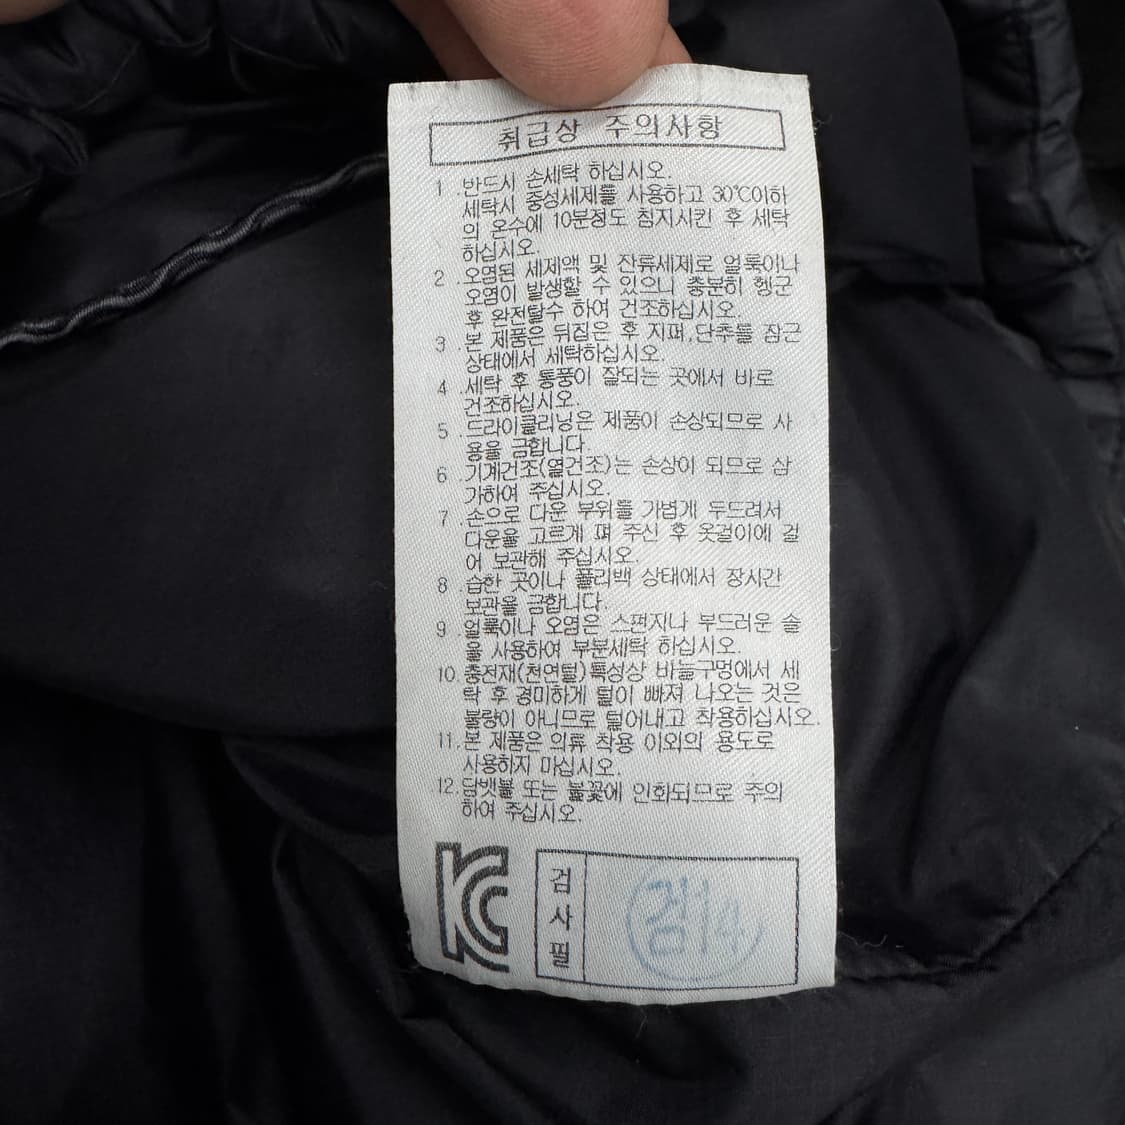 취급상 주의사항
1 .반드시 손세탁 하십시오.
세탁시 중성세제를 사용하고 30℃이하
의 온수에 10분정도 침지시킨 후 세탁
하십시오.
2 .오염된 세제액 및 잔류세제로 얼룩이나
오염이 발생할 수 있으니 충분히 헹군
후 완전탈수 하여 건조하십시오.
3 .본 제품은 뒤집은 후 지퍼,단추를 잠근
상태에서 세탁하십시오.
4 .세탁 후 통풍이 잘되는 곳에서 바로
건조하십시오.
5 .드라이클리닝은 제품이 손상되므로 사
용을 금합니다.
6 .기계건조(열건조)는 손상이 되므로 삼
가하여 주십시오.
7 .손으로 다운 부위를 가볍게 두드려서
다운을 고르게 펴 주신 후 옷걸이에 걸
어 보관해 주십시오.
8 .습한 곳이나 폴리백 상태에서 장시간
보관을 금합니다.
9 .얼룩이나 오염은 스펀지나 부드러운 솔
을 사용하여 부분세탁 하십시오.
10.충전재(천연털)특성상 바늘구멍에서 세
탁 후 경미하게 털이 빠져 나오는 것은
불량이 아니므로 털어내고 착용하십시오.
11.본 제품은 의류 착용 이외의 용도로
사용하지 마십시오.
12.담뱃불 또는 불꽃에 인화되므로 주의
하여 주십시오.
KC
검사필
검14